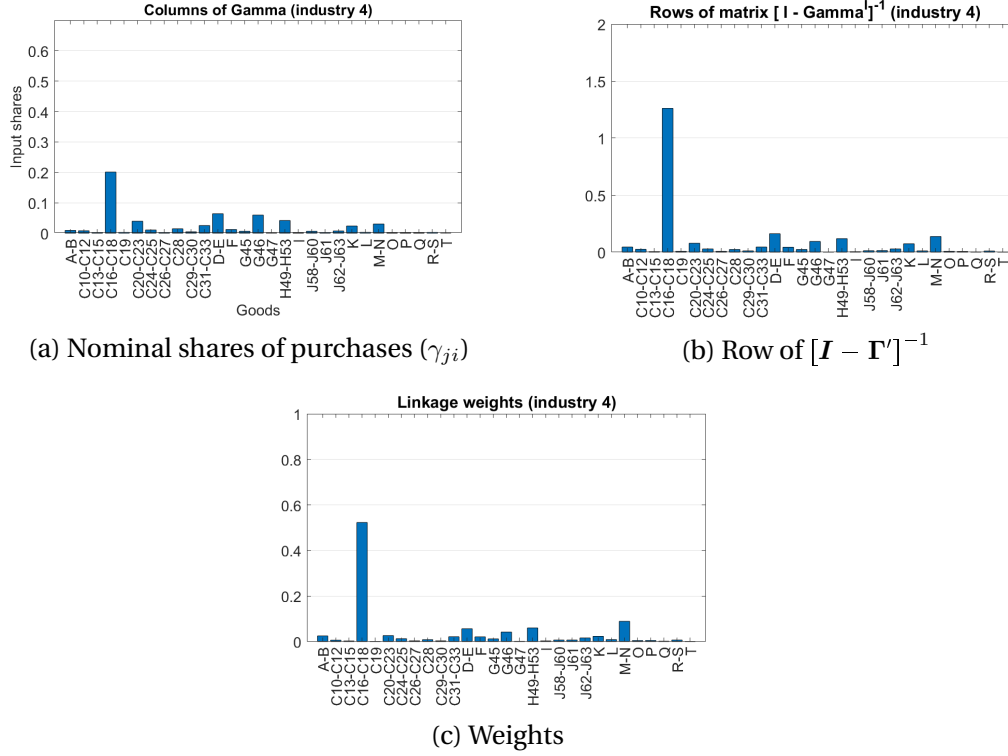 Columns of Gamma (industry 4)
Input shares
0.6
0.5
0.4
0.3
0.2
0.1
0
A-B
C10-C12
C13-C15
C16-C18
C19
C20-C23
C24-C25
C26-C27
C28
C29-C30
C31-C33
D-E
F
G45
G46
G47
H49-H53
I
J58-J60
J61
J62-J63
K
L
M-N
O
P
Q
R-S
T
Goods
(a) Nominal shares of purchases (γji)
Rows of matrix [ I - Gamma^I]^-1 (industry 4)
2
1.5
1
0.5
0
A-B
C10-C12
C13-C15
C16-C18
C19
C20-C23
C24-C25
C26-C27
C28
C29-C30
C31-C33
D-E
F
G45
G46
G47
H49-H53
I
J58-J60
J61
J62-J63
K
L
M-N
O
P
Q
R-S
T
(b) Row of [I − Γ′]^−1
Linkage weights (industry 4)
1
0.8
0.6
0.4
0.2
0
A-B
C10-C12
C13-C15
C16-C18
C19
C20-C23
C24-C25
C26-C27
C28
C29-C30
C31-C33
D-E
F
G45
G46
G47
H49-H53
I
J58-J60
J61
J62-J63
K
L
M-N
O
P
Q
R-S
T
(c) Weights